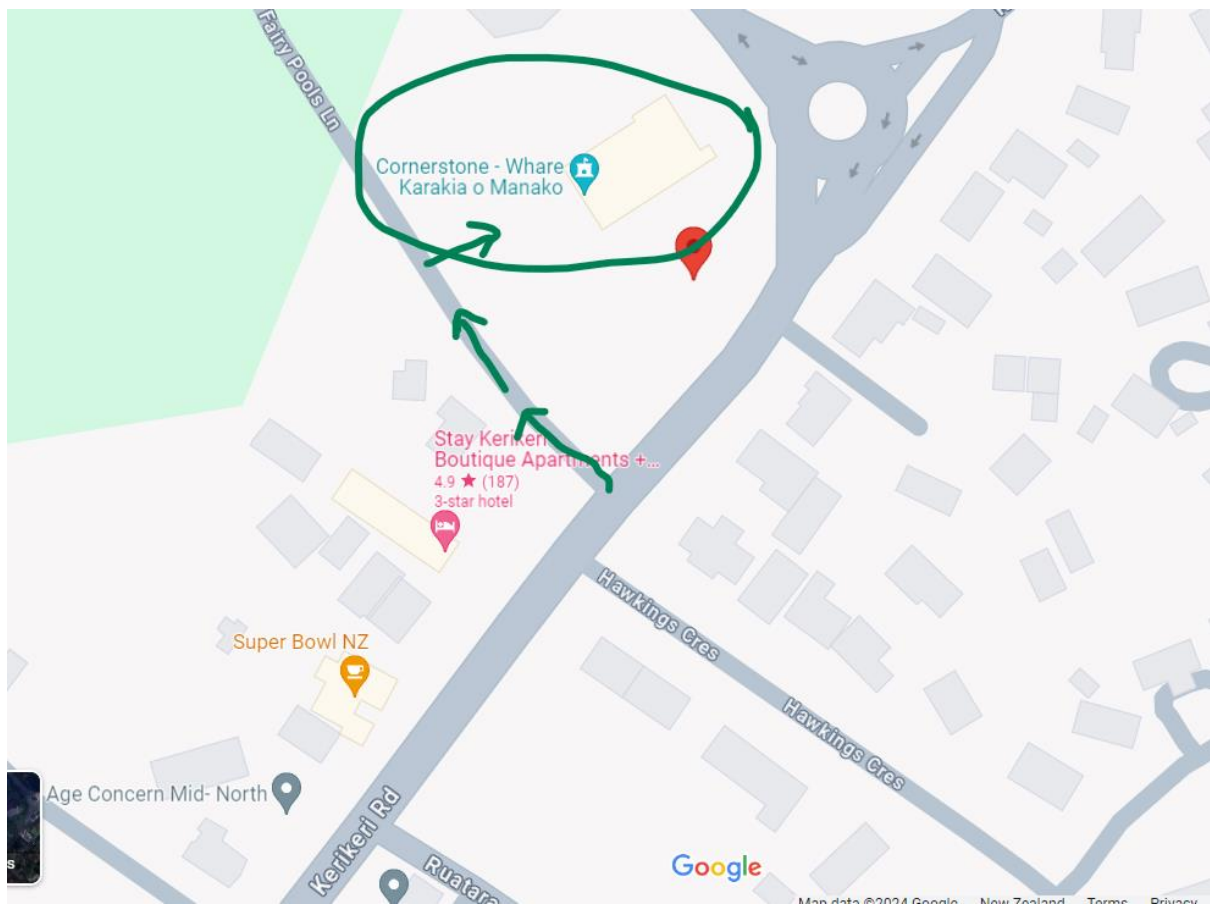 Fairy Pools Ln
Cornerstone - Whare
Karakia o Manako
Stay Kerikeri
Boutique Apartments +...
4.9 ★ (187)
3-star hotel
Super Bowl NZ
Hawkings Cres
Hawkings Cres
Age Concern Mid- North
Kerikeri Rd
Ruatara
Google
Map data ©2024 Google New Zealand Terms Privacy